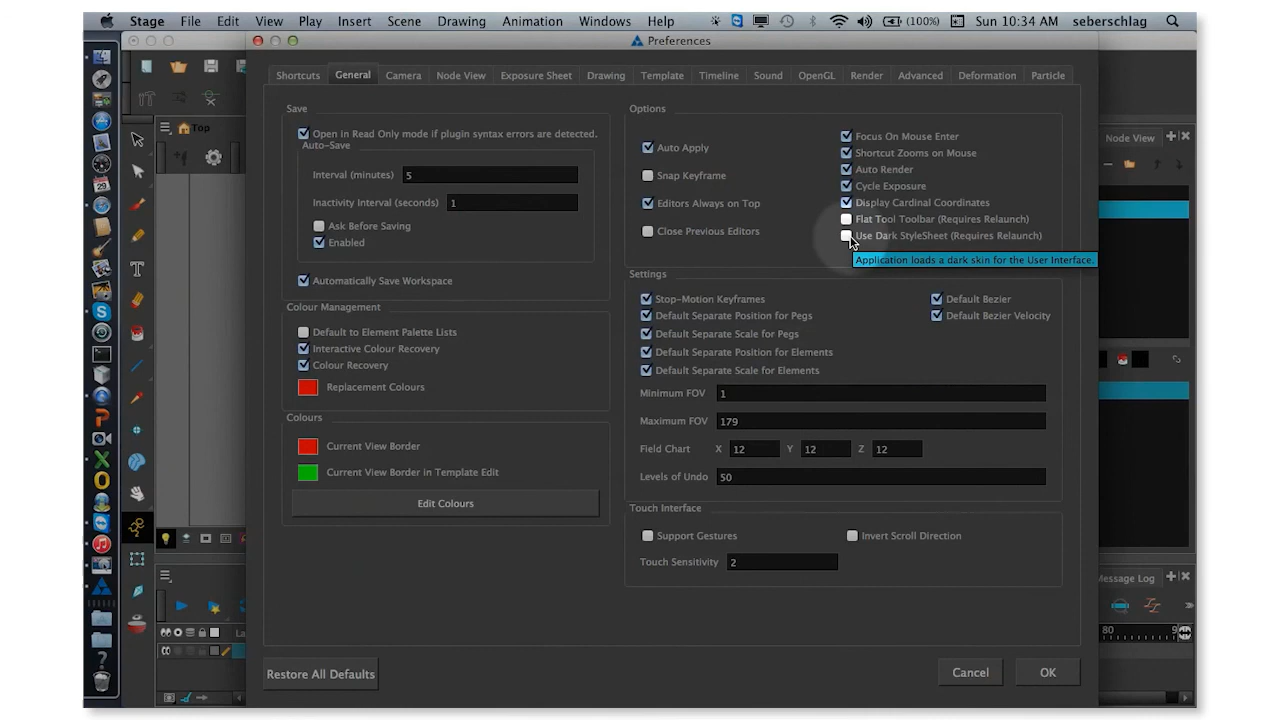 Stage File Edit View Play Insert Scene Drawing Animation Windows Help (100%) Sun 10:34 AM seberschlag
Preferences
Shortcuts General Camera Node View Exposure Sheet Drawing Template Timeline Sound OpenGL Render Advanced Deformation Particle
Top
Node View
Save
Open in Read Only mode if plugin syntax errors are detected.
Auto-Save
Interval (minutes) 5
Inactivity Interval (seconds) 1
Ask Before Saving
Enabled
Automatically Save Workspace
Colour Management
Default to Element Palette Lists
Interactive Colour Recovery
Colour Recovery
Replacement Colours
Colours
Current View Border
Current View Border in Template Edit
Edit Colours
Options
Auto Apply
Snap Keyframe
Editors Always on Top
Close Previous Editors
Focus On Mouse Enter
Shortcut Zooms on Mouse
Auto Render
Cycle Exposure
Display Cardinal Coordinates
Flat Tool Toolbar (Requires Relaunch)
Use Dark StyleSheet (Requires Relaunch)
Application loads a dark skin for the User Interface.
Settings
Stop-Motion Keyframes
Default Separate Position for Pegs
Default Separate Scale for Pegs
Default Separate Position for Elements
Default Separate Scale for Elements
Default Bezier
Default Bezier Velocity
Minimum FOV 1
Maximum FOV 179
Field Chart X 12 Y 12 Z 12
Levels of Undo 50
Touch Interface
Support Gestures
Invert Scroll Direction
Touch Sensitivity 2
Message Log
80
Restore All Defaults
Cancel
OK